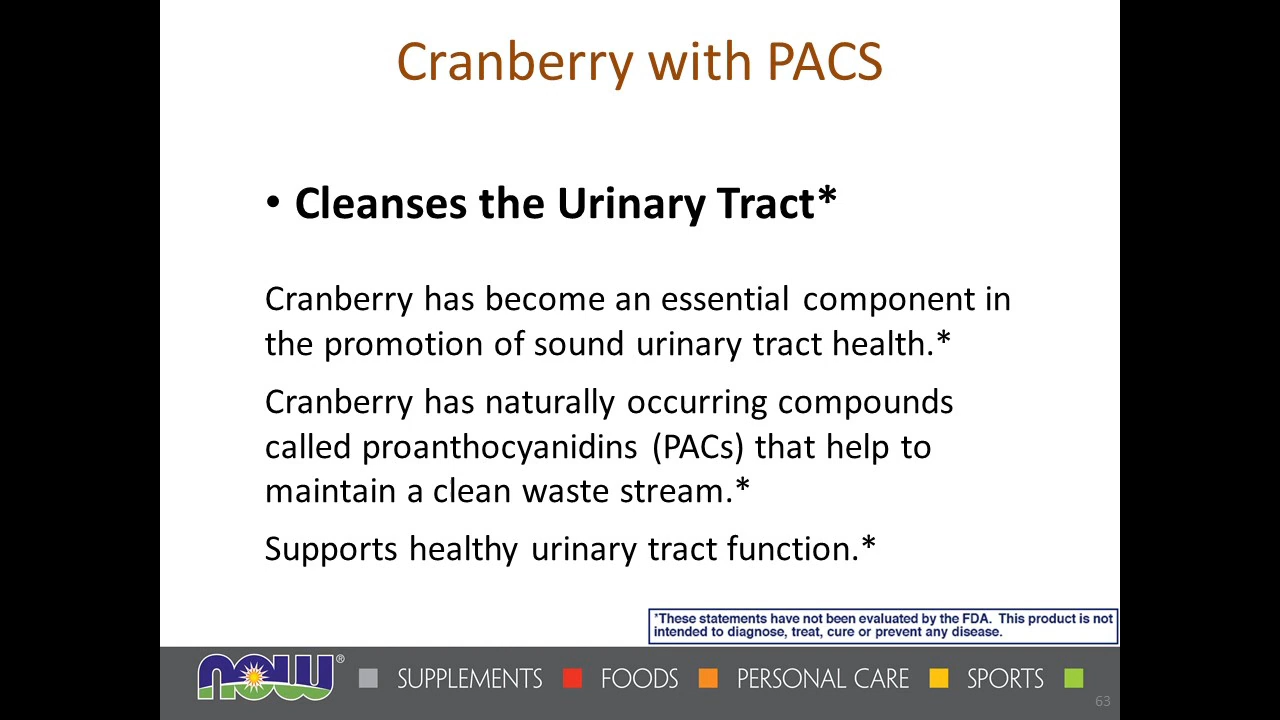 Cranberry with PACS
• Cleanses the Urinary Tract*
Cranberry has become an essential component in
the promotion of sound urinary tract health.*
Cranberry has naturally occurring compounds
called proanthocyanidins (PACs) that help to
maintain a clean waste stream.*
Supports healthy urinary tract function.*
*These statements have not been evaluated by the FDA. This product is not
intended to diagnose, treat, cure or prevent any disease.
now® SUPPLEMENTS FOODS PERSONAL CARE SPORTS
63